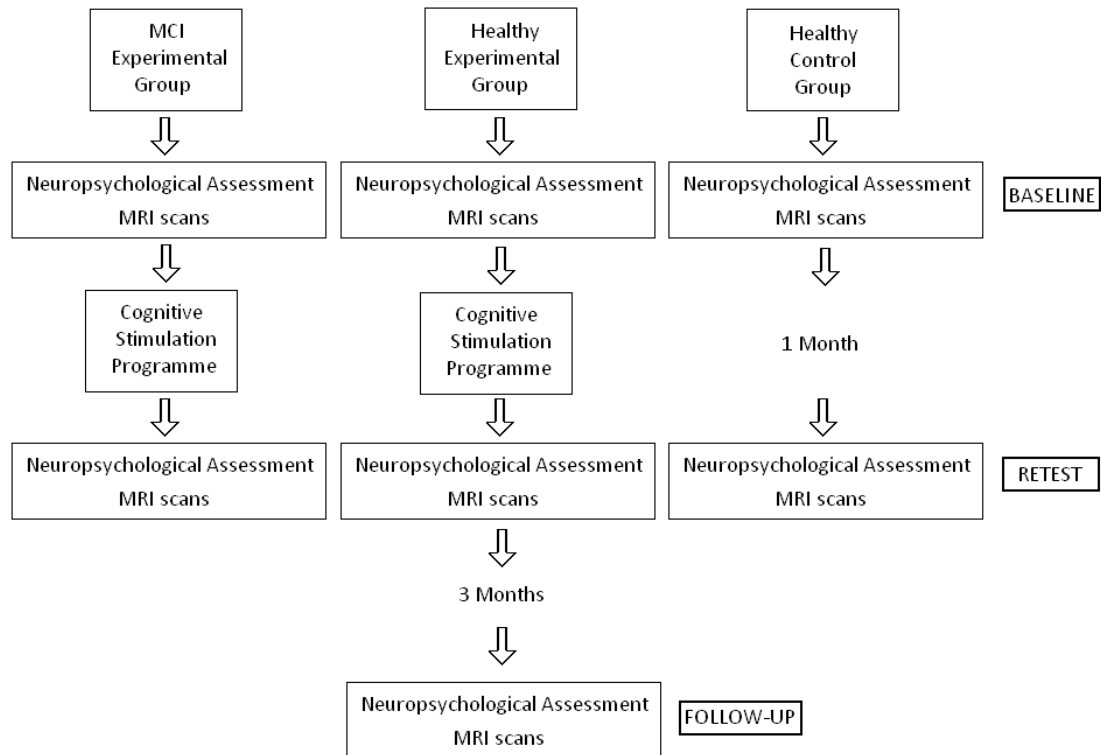 MCI
Experimental
Group
Healthy
Experimental
Group
Healthy
Control
Group
Neuropsychological Assessment
MRI scans
Neuropsychological Assessment
MRI scans
Neuropsychological Assessment
MRI scans
BASELINE
Cognitive
Stimulation
Programme
Cognitive
Stimulation
Programme
1 Month
Neuropsychological Assessment
MRI scans
Neuropsychological Assessment
MRI scans
Neuropsychological Assessment
MRI scans
RETEST
3 Months
Neuropsychological Assessment
MRI scans
FOLLOW-UP